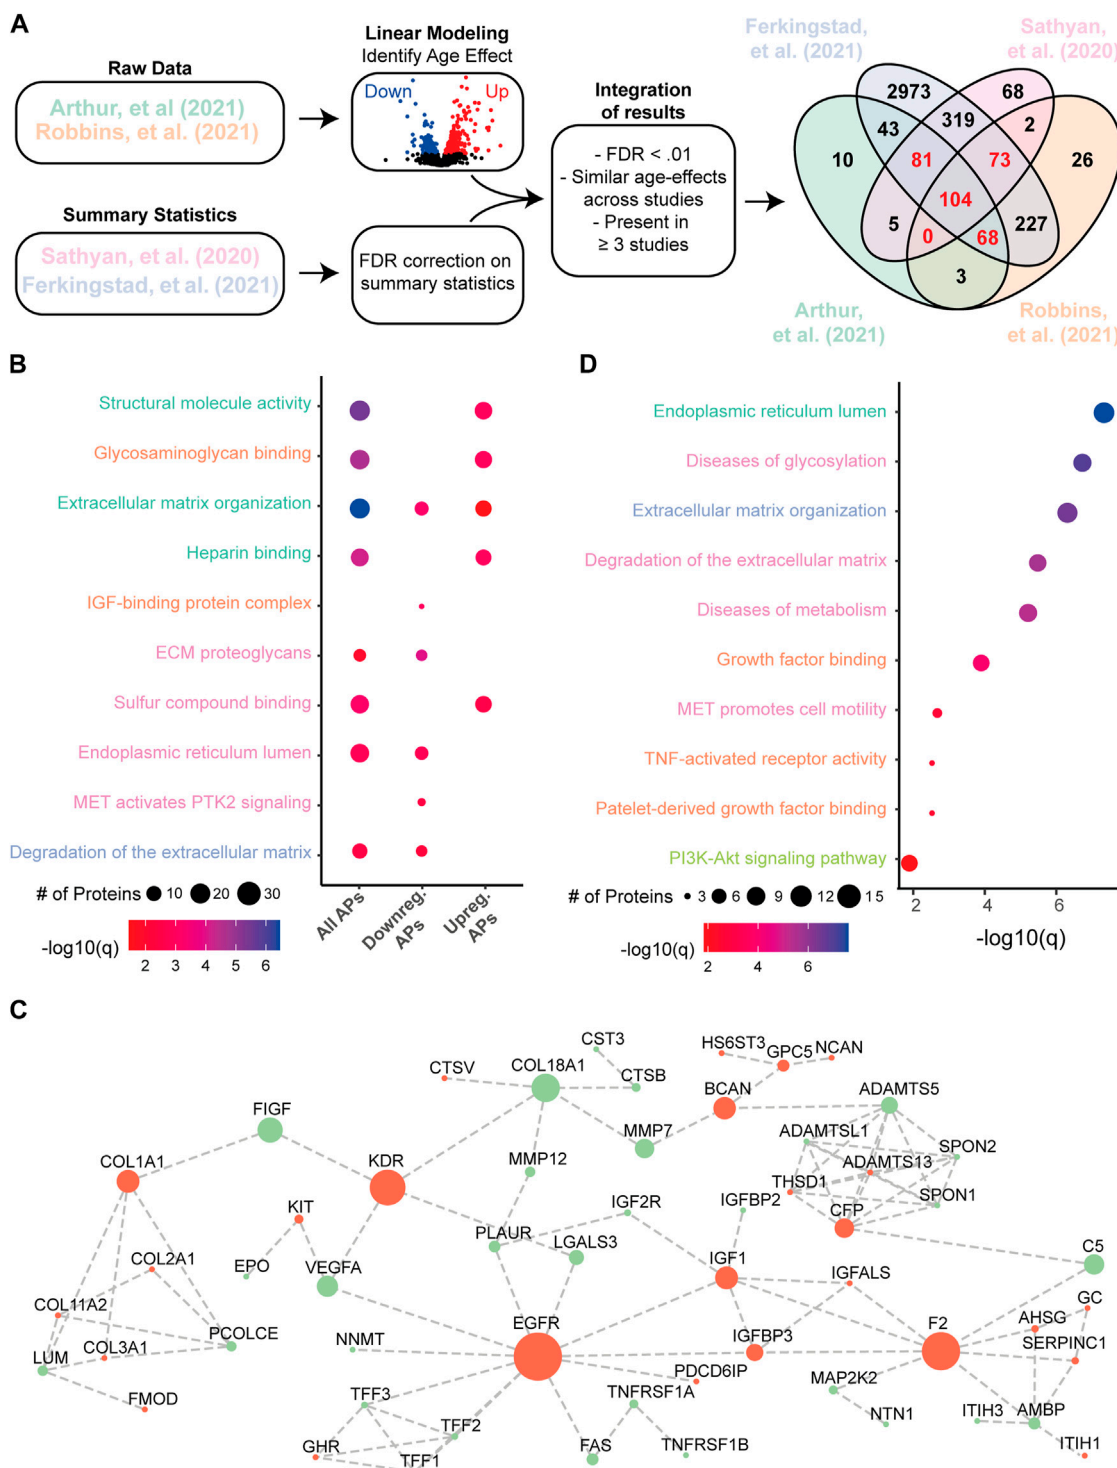 A
Raw Data
Arthur, et al (2021)
Robbins, et al. (2021)
Summary Statistics
Sathyan, et al. (2020)
Ferkingstad, et al. (2021)
Linear Modeling
Identify Age Effect
Down
Up
FDR correction on
summary statistics
Integration
of results
- FDR < .01
- Similar age-effects
across studies
- Present in
≥ 3 studies
Ferkingstad,
et al. (2021)
Sathyan,
et al. (2020)
2973
68
319
43
2
10
81
73
26
104
5
0
68
227
3
Arthur,
et al. (2021)
Robbins,
et al. (2021)
B
Structural molecule activity
Glycosaminoglycan binding
Extracellular matrix organization
Heparin binding
IGF-binding protein complex
ECM proteoglycans
Sulfur compound binding
Endoplasmic reticulum lumen
MET activates PTK2 signaling
Degradation of the extracellular matrix
# of Proteins 10 20 30
-log10(q)
2 3 4 5 6
All APs
Downreg.
APs
Upreg.
APs
D
Endoplasmic reticulum lumen
Diseases of glycosylation
Extracellular matrix organization
Degradation of the extracellular matrix
Diseases of metabolism
Growth factor binding
MET promotes cell motility
TNF-activated receptor activity
Patelet-derived growth factor binding
PI3K-Akt signaling pathway
# of Proteins 3 6 9 12 15
-log10(q)
2 4 6
2 4 6
-log10(q)
C
CST3
HS6ST3
GPC5
NCAN
CTSV
COL18A1
CTSB
BCAN
ADAMTS5
FIGF
MMP7
ADAMTSL1
SPON2
COL1A1
KDR
MMP12
ADAMTS13
THSD1
SPON1
KIT
IGF2R
IGFBP2
CFP
PLAUR
LGALS3
COL2A1
EPO
VEGFA
IGF1
IGFALS
C5
COL11A2
PCOLCE
EGFR
F2
GC
AHSG
LUM
COL3A1
NNMT
IGFBP3
SERPINC1
PDCD6IP
FMOD
TFF3
TNFRSF1A
MAP2K2
TFF2
NTN1
ITIH3
AMBP
GHR
TFF1
FAS
TNFRSF1B
ITIH1